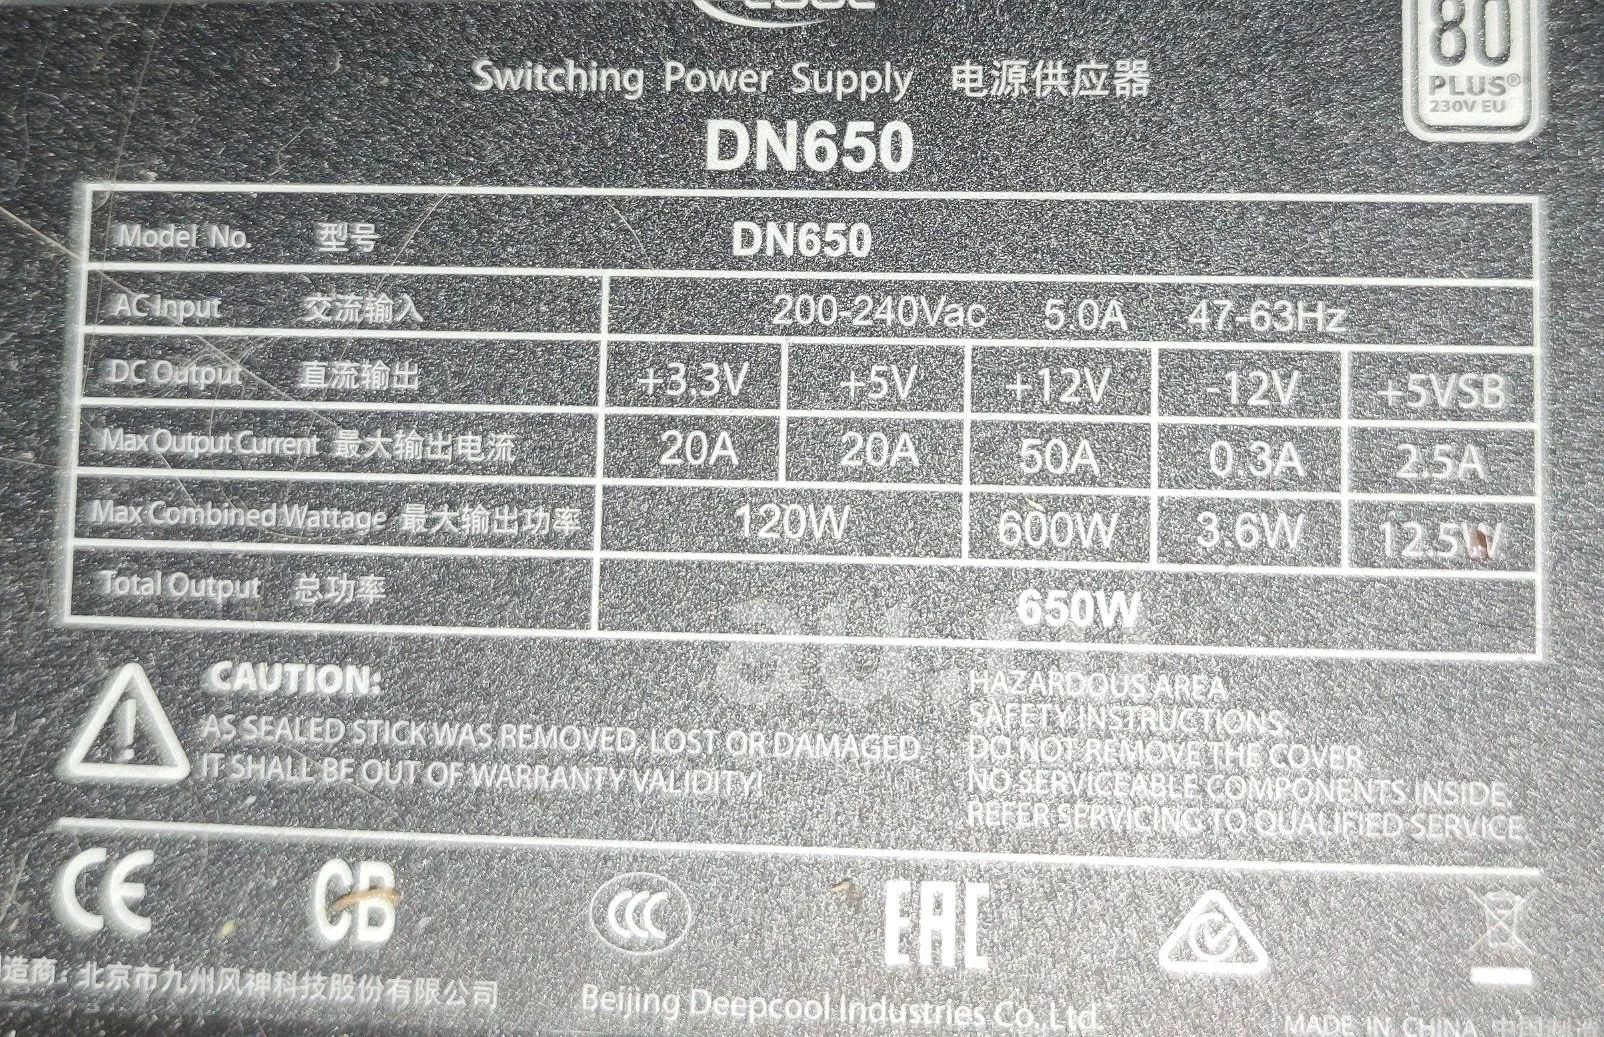 80
PLUS®
230V EU
Switching Power Supply 电源供应器
DN650
Model No. 型号 DN650
AC Input 交流输入 200-240Vac 5.0A 47-63Hz
DC Output 直流输出 +3.3V +5V +12V -12V +5VSB
Max Output Current 最大输出电流 20A 20A 50A 0.3A 2.5A
Max Combined Wattage 最大输出功率 120W 600W 3.6W 12.5W
Total Output 总功率 650W
CAUTION:
AS SEALED STICK WAS REMOVED, LOST OR DAMAGED
IT SHALL BE OUT OF WARRANTY VALIDITY!
HAZARDOUS AREA
SAFETY INSTRUCTIONS
DO NOT REMOVE THE COVER
NO SERVICEABLE COMPONENTS INSIDE,
REFER SERVICING TO QUALIFIED SERVICE
CE CB CCC EAC
造商: 北京市九州风神科技股份有限公司
Beijing Deepcool Industries Co.,Ltd.
MADE IN CHINA 中国制造